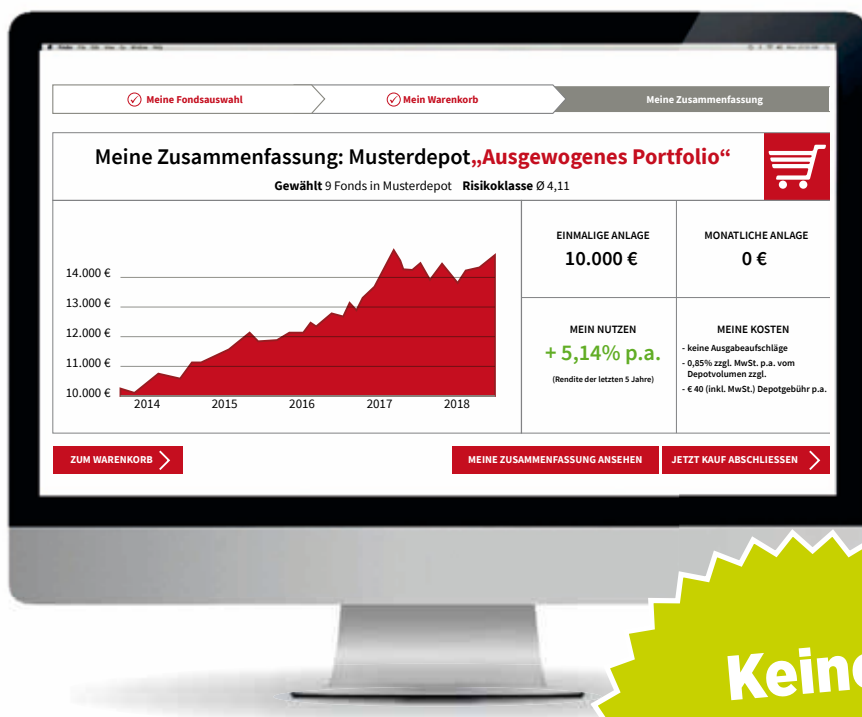 Meine Fondsauswahl
Mein Warenkorb
Meine Zusammenfassung
Meine Zusammenfassung: Musterdepot„Ausgewogenes Portfolio“
Gewählt 9 Fonds in Musterdepot Risikoklasse Ø 4,11
14.000 €
13.000 €
12.000 €
11.000 €
10.000 €
2014 2015 2016 2017 2018
EINMALIGE ANLAGE
10.000 €
MONATLICHE ANLAGE
0 €
MEIN NUTZEN
+ 5,14% p.a.
(Rendite der letzten 5 Jahre)
MEINE KOSTEN
- keine Ausgabeaufschläge
- 0,85% zzgl. MwSt. p.a. vom
Depotvolumen zzgl.
- € 40 (inkl. MwSt.) Depotgebühr p.a.
ZUM WARENKORB
MEINE ZUSAMMENFASSUNG ANSEHEN
JETZT KAUF ABSCHLIESSEN